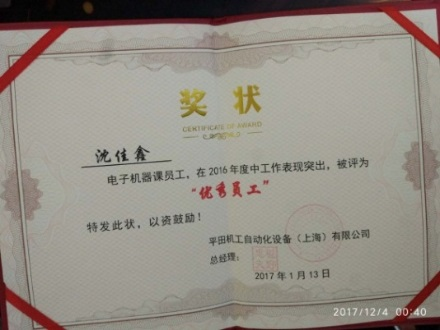 奖状
CERTIFICATE OF AWARD
沈佳鑫
电子机器课员工，在2016年度中工作表现突出，被评为
“优秀员工”
特发此状，以资鼓励！
平田机工自动化设备（上海）有限公司
总经理：
2017年1月13日
2017/12/4 00:40